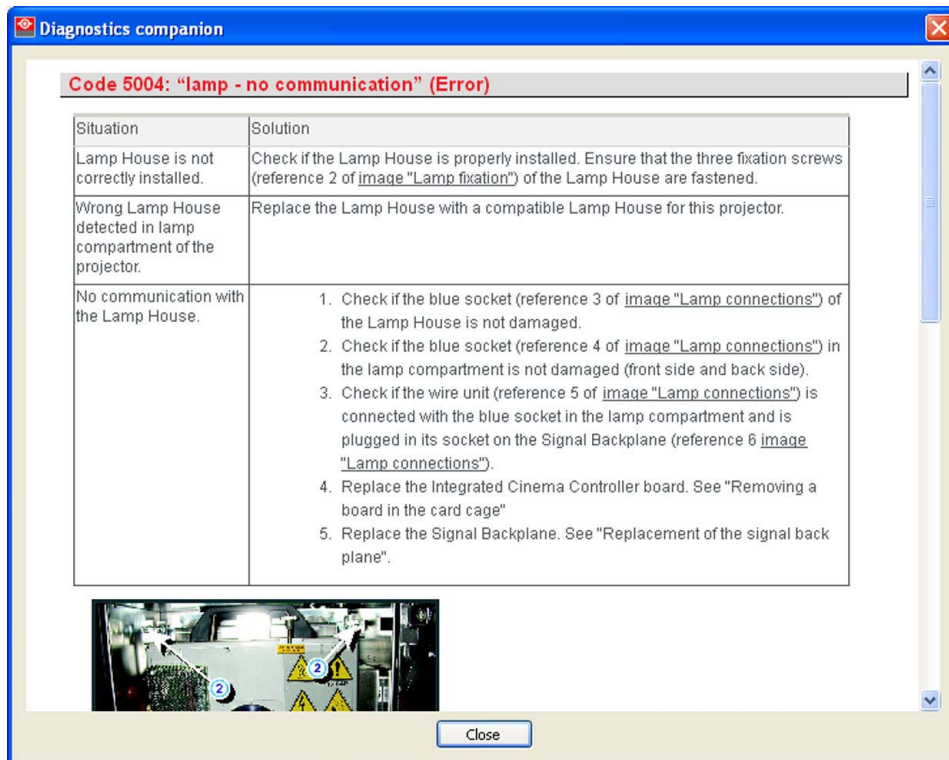 Diagnostics companion
Code 5004: “lamp - no communication” (Error)
Situation
Solution
Lamp House is not
correctly installed.
Check if the Lamp House is properly installed. Ensure that the three fixation screws
(reference 2 of image "Lamp fixation") of the Lamp House are fastened.
Wrong Lamp House
detected in lamp
compartment of the
projector.
Replace the Lamp House with a compatible Lamp House for this projector.
No communication with
the Lamp House.
1. Check if the blue socket (reference 3 of image "Lamp connections") of
the Lamp House is not damaged.
2. Check if the blue socket (reference 4 of image "Lamp connections") in
the lamp compartment is not damaged (front side and back side).
3. Check if the wire unit (reference 5 of image "Lamp connections") is
connected with the blue socket in the lamp compartment and is
plugged in its socket on the Signal Backplane (reference 6 image
"Lamp connections").
4. Replace the Integrated Cinema Controller board. See "Removing a
board in the card cage"
5. Replace the Signal Backplane. See "Replacement of the signal back
plane".
2
2
Close